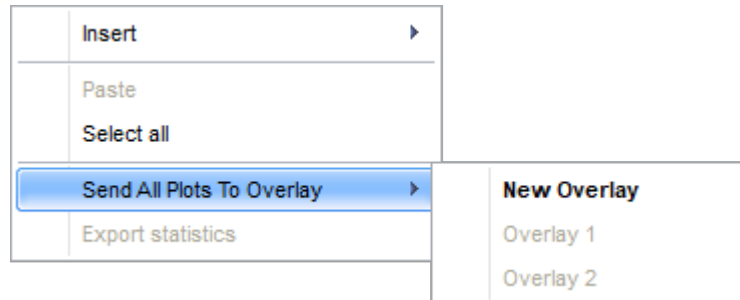 Insert
Paste
Select all
Send All Plots To Overlay
New Overlay
Export statistics
Overlay 1
Overlay 2